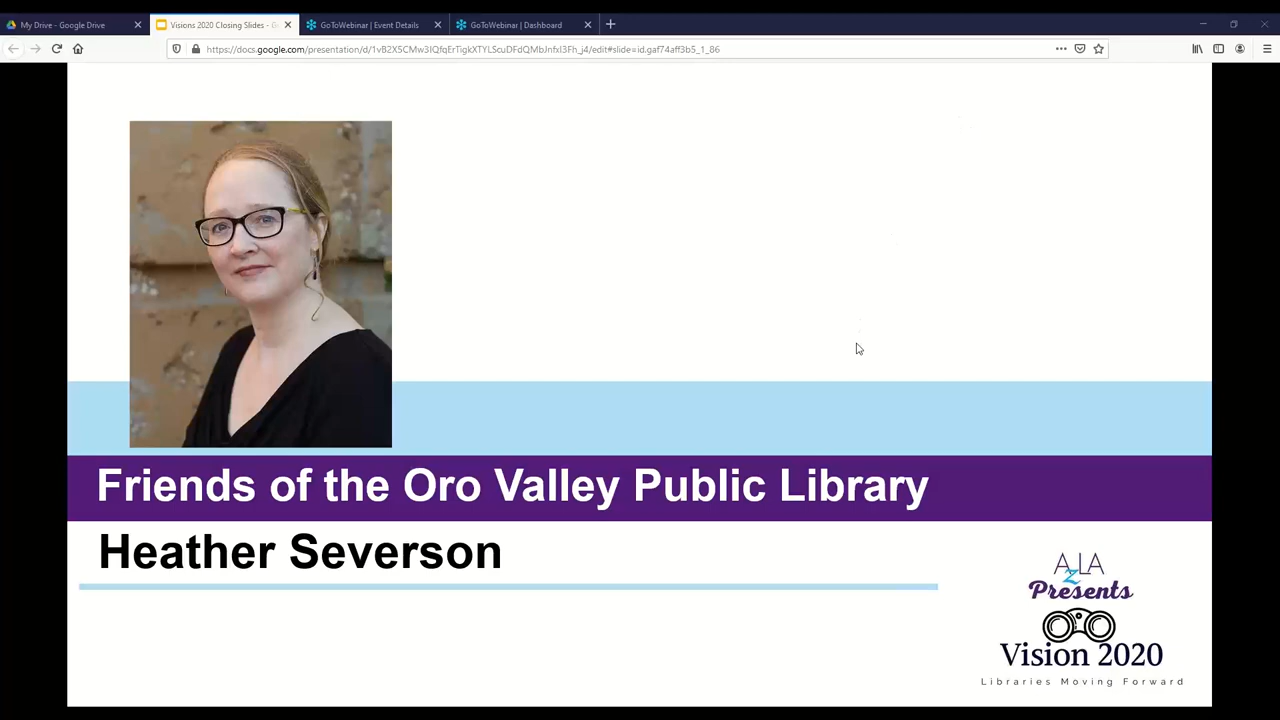 My Drive - Google Drive
Visions 2020 Closing Slides - G
GoToWebinar | Event Details
GoToWebinar | Dashboard
Friends of the Oro Valley Public Library
Heather Severson
AzLA
Presents
Vision 2020
Libraries Moving Forward